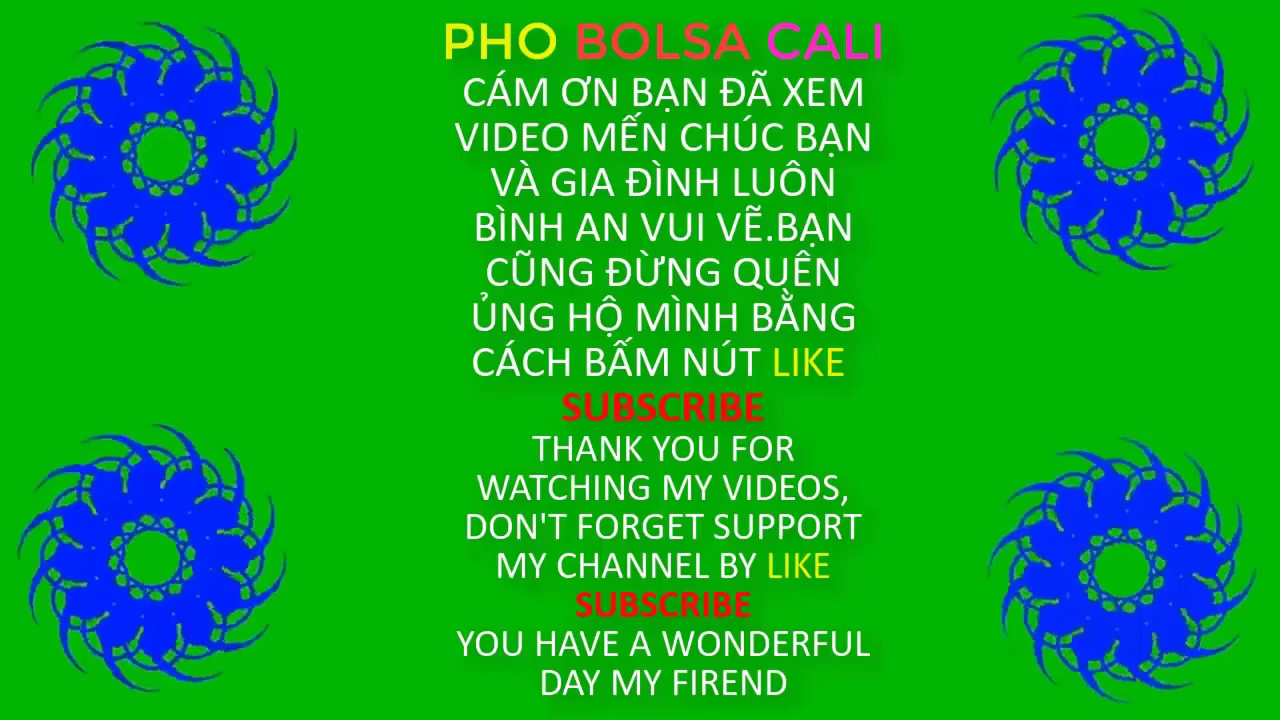 PHO BOLSA CALI
CÁM ƠN BẠN ĐÃ XEM
VIDEO MẾN CHÚC BẠN
VÀ GIA ĐÌNH LUÔN
BÌNH AN VUI VẼ.BẠN
CŨNG ĐỪNG QUÊN
ỦNG HỘ MÌNH BẰNG
CÁCH BẤM NÚT LIKE
SUBSCRIBE
THANK YOU FOR
WATCHING MY VIDEOS,
DON'T FORGET SUPPORT
MY CHANNEL BY LIKE
SUBSCRIBE
YOU HAVE A WONDERFUL
DAY MY FIREND